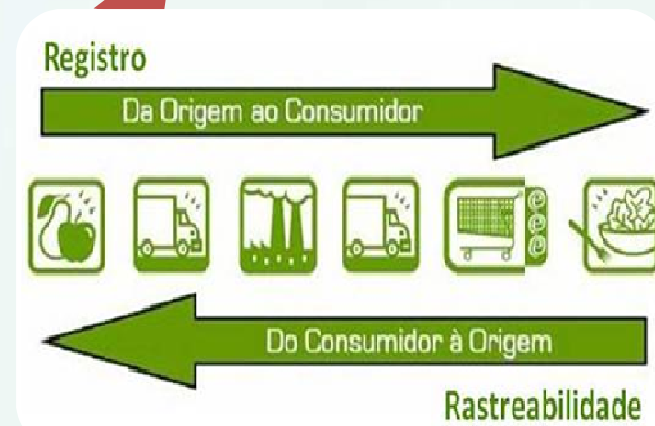 Registro
Da Origem ao Consumidor
Do Consumidor à Origem
Rastreabilidade